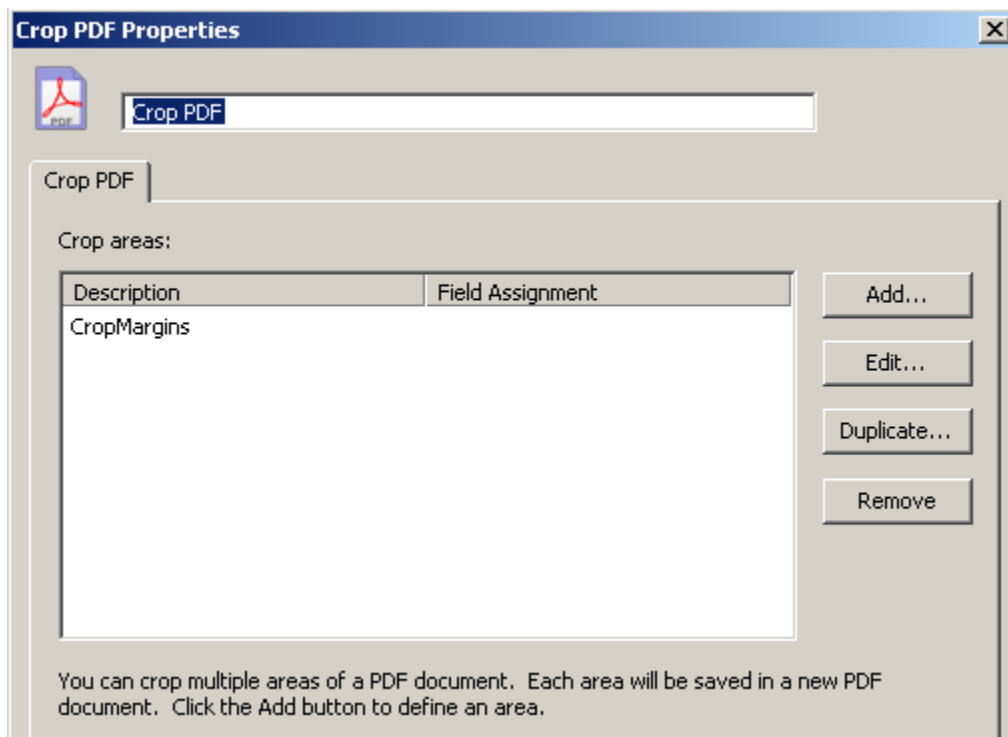 Crop PDF Properties
PDF
Crop PDF
Crop PDF
Crop areas:
Description Field Assignment
Add...
CropMargins
Edit...
Duplicate...
Remove
You can crop multiple areas of a PDF document.  Each area will be saved in a new PDF
document.  Click the Add button to define an area.